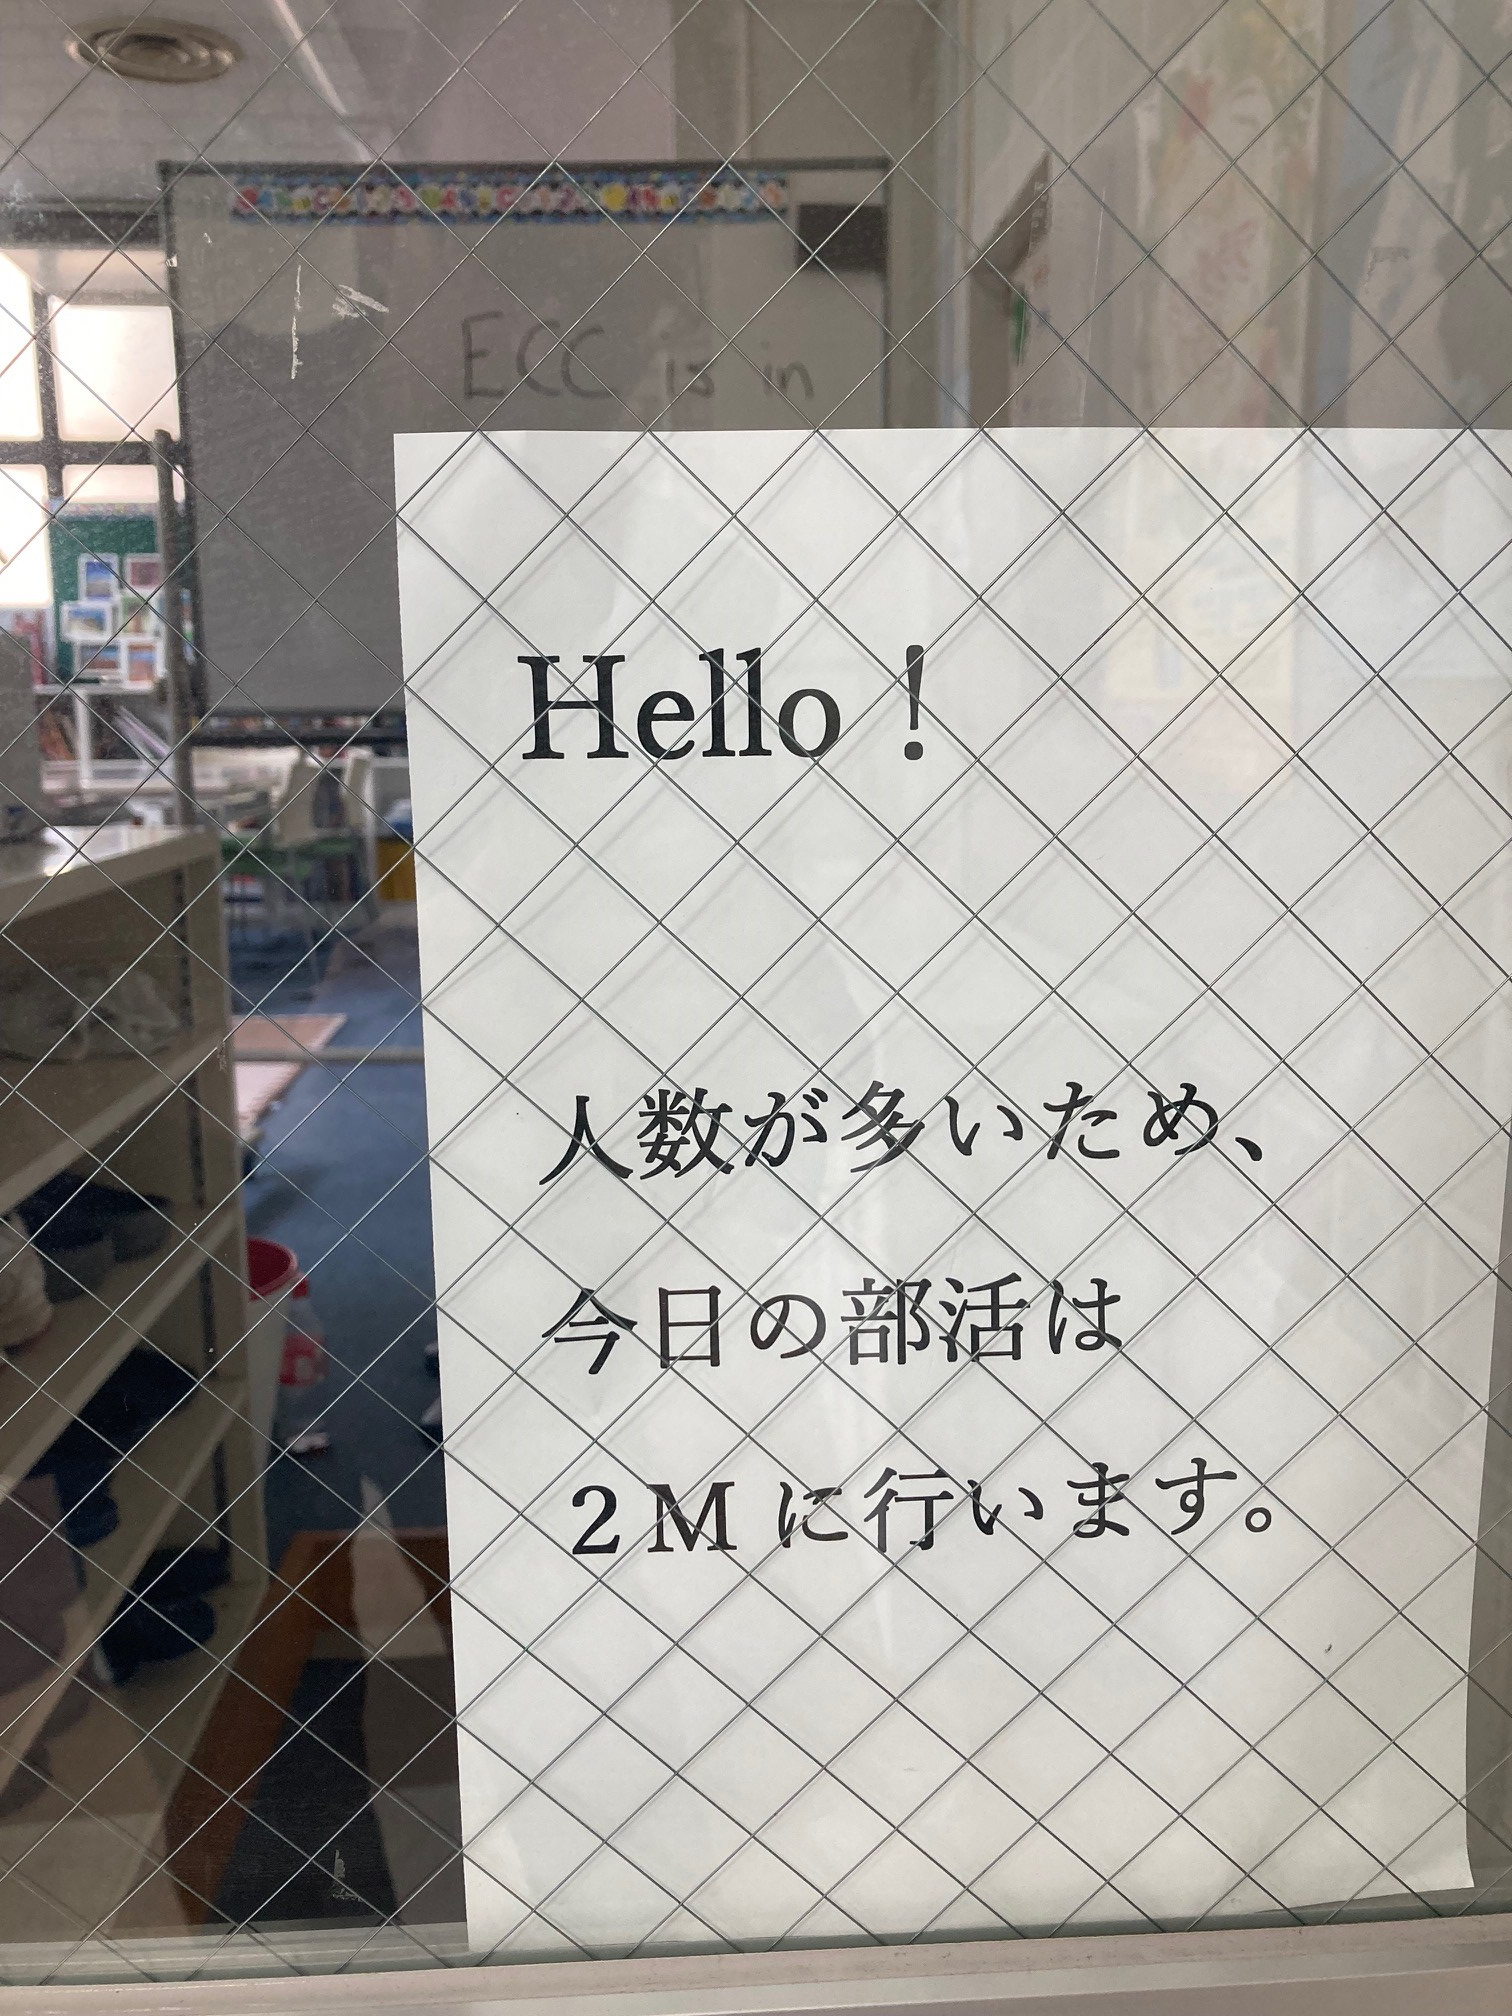 ECC is in
Hello！
人数が多いため、
今日の部活は
２Mに行います。